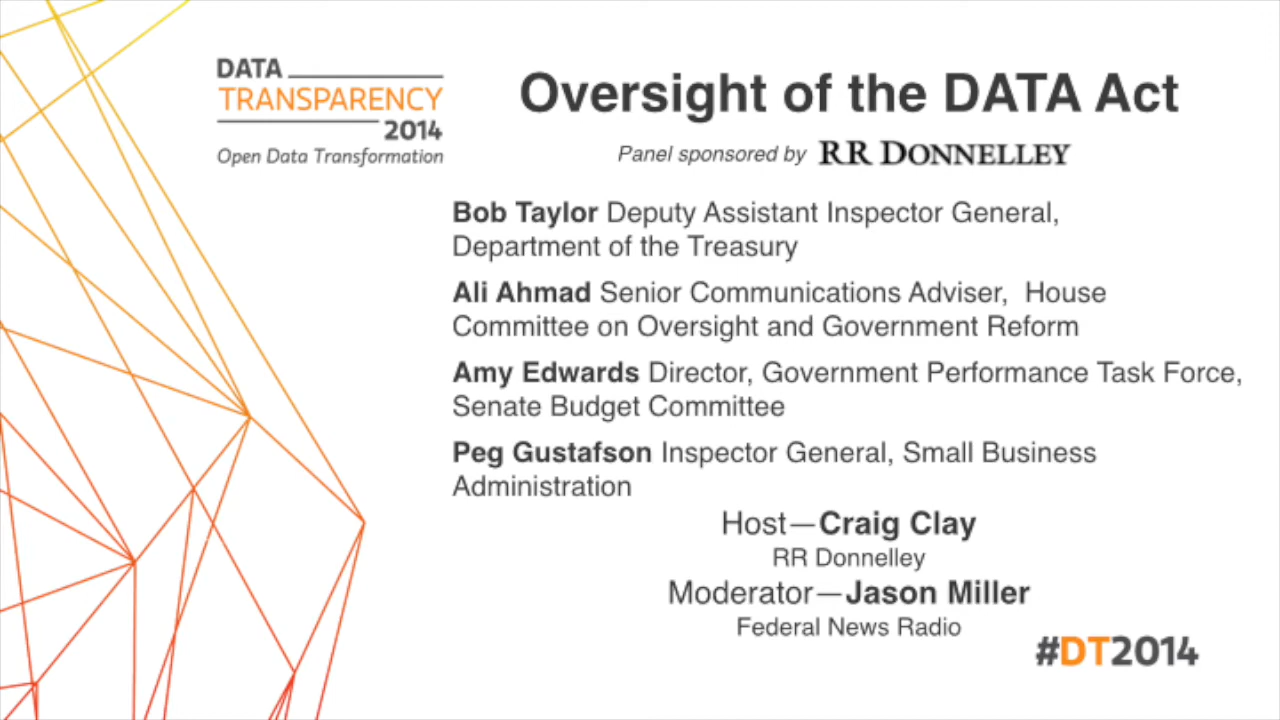 DATA
TRANSPARENCY
2014
Open Data Transformation
Oversight of the DATA Act
Panel sponsored by RR DONNELLEY
Bob Taylor Deputy Assistant Inspector General,
Department of the Treasury
Ali Ahmad Senior Communications Adviser, House
Committee on Oversight and Government Reform
Amy Edwards Director, Government Performance Task Force,
Senate Budget Committee
Peg Gustafson Inspector General, Small Business
Administration
Host—Craig Clay
RR Donnelley
Moderator—Jason Miller
Federal News Radio
#DT2014